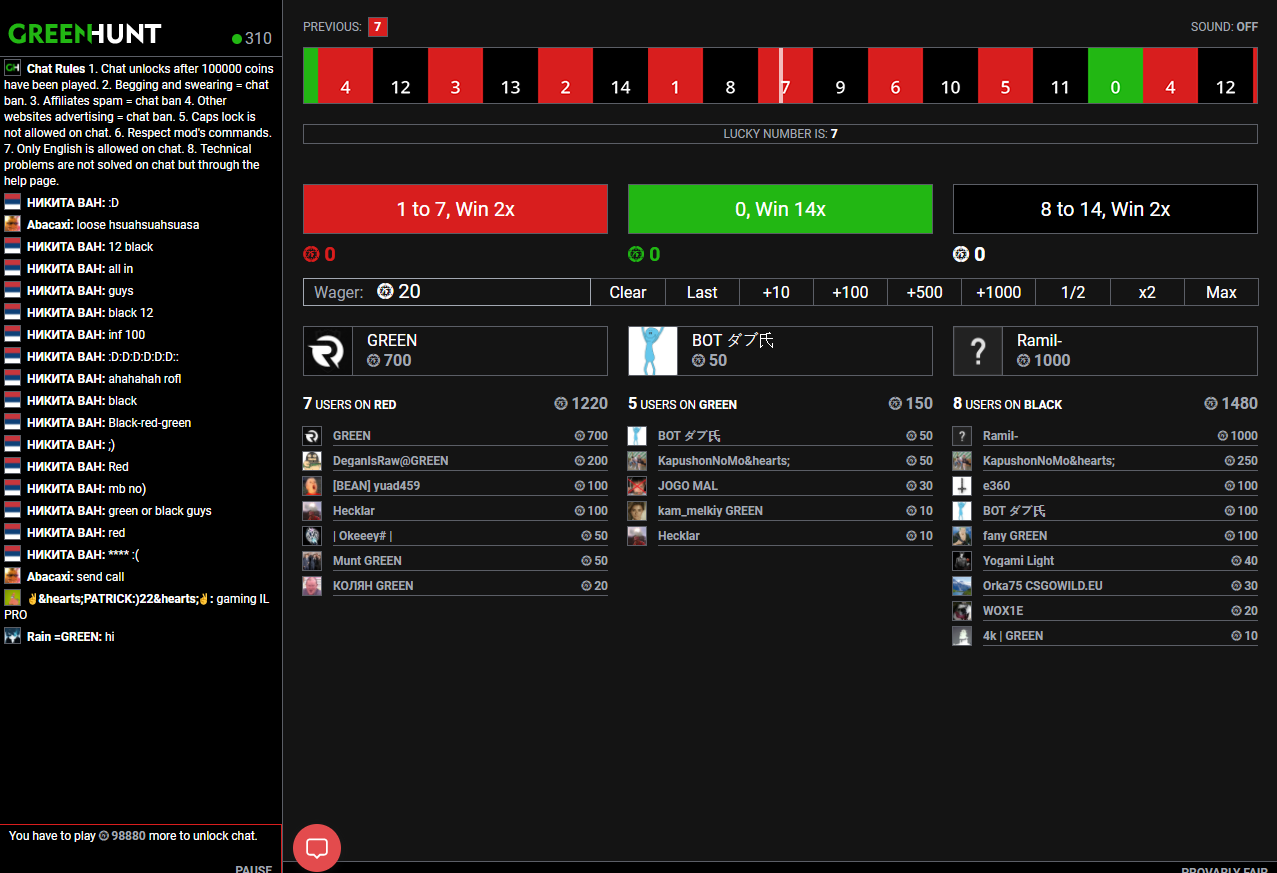 GREENHUNT
310
Chat Rules 1. Chat unlocks after 100000 coins
have been played. 2. Begging and swearing = chat
ban. 3. Affiliates spam = chat ban 4. Other
websites advertising = chat ban. 5. Caps lock is
not allowed on chat. 6. Respect mod's commands.
7. Only English is allowed on chat. 8. Technical
problems are not solved on chat but through the
help page.
НИКИТА ВАН: :D
Abacaxi: loose hsuahsuahsuasa
НИКИТА ВАН: 12 black
НИКИТА ВАН: all in
НИКИТА ВАН: guys
НИКИТА ВАН: black 12
НИКИТА ВАН: inf 100
НИКИТА ВАН: :D:D:D:D:D:D::
НИКИТА ВАН: ahahahah rofl
НИКИТА ВАН: black
НИКИТА ВАН: Black-red-green
НИКИТА ВАН: ;)
НИКИТА ВАН: Red
НИКИТА ВАН: mb no)
НИКИТА ВАН: green or black guys
НИКИТА ВАН: red
НИКИТА ВАН: **** :(
Abacaxi: send call
✌&hearts;PATRICK:)22&hearts;✌: gaming IL
PRO
Rain =GREEN: hi
You have to play 98880 more to unlock chat.
PAUSE
PREVIOUS: 7
SOUND: OFF
4 12 3 13 2 14 1 8 7 9 6 10 5 11 0 4 12
LUCKY NUMBER IS: 7
1 to 7, Win 2x
0, Win 14x
8 to 14, Win 2x
0
0
0
Wager: 20 Clear Last +10 +100 +500 +1000 1/2 x2 Max
GREEN
700
BOT ダブ氏
50
?
Ramil-
1000
7 USERS ON RED 1220
GREEN 700
DeganIsRaw@GREEN 200
[BEAN] yuad459 100
Hecklar 100
| Okeeey# | 50
Munt GREEN 50
КОЛЯН GREEN 20
5 USERS ON GREEN 150
BOT ダブ氏 50
KapushonNoMo&hearts; 50
JOGO MAL 30
kam_melkiy GREEN 10
Hecklar 10
8 USERS ON BLACK 1480
? Ramil- 1000
KapushonNoMo&hearts; 250
e360 100
BOT ダブ氏 100
fany GREEN 100
Yogami Light 40
Orka75 CSGOWILD.EU 30
WOX1E 20
4k | GREEN 10
PROVABLY FAIR